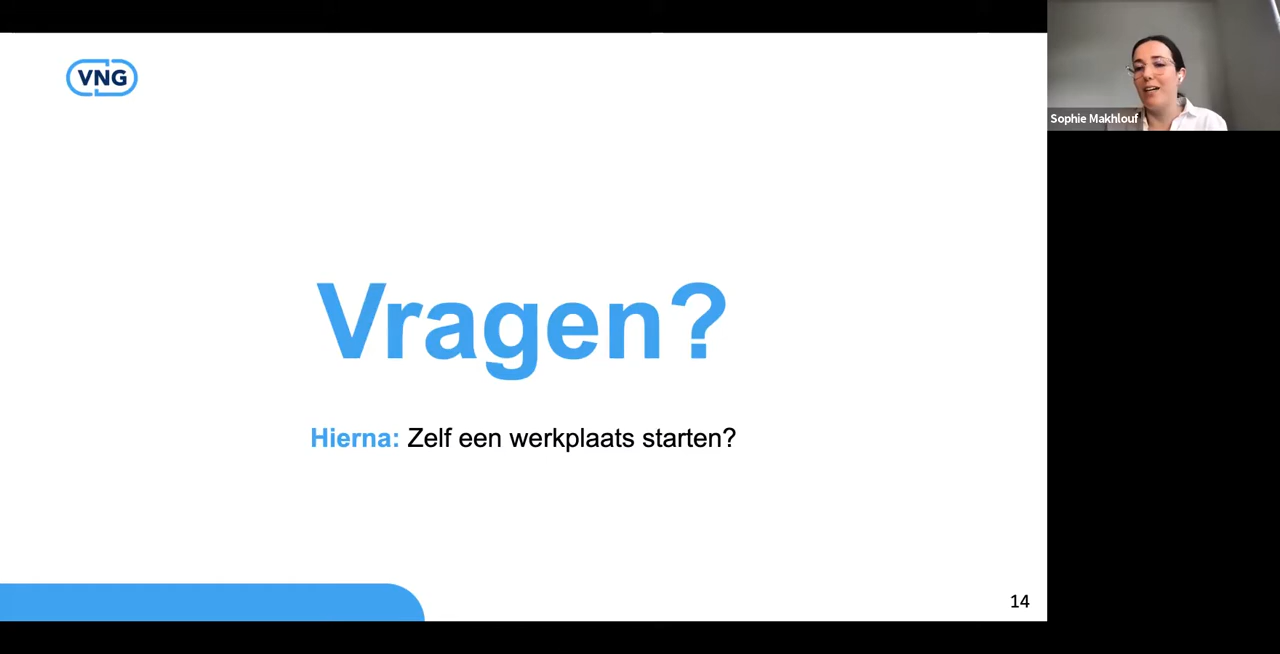 VNG
Sophie Makhlouf
Vragen?
Hierna: Zelf een werkplaats starten?
14